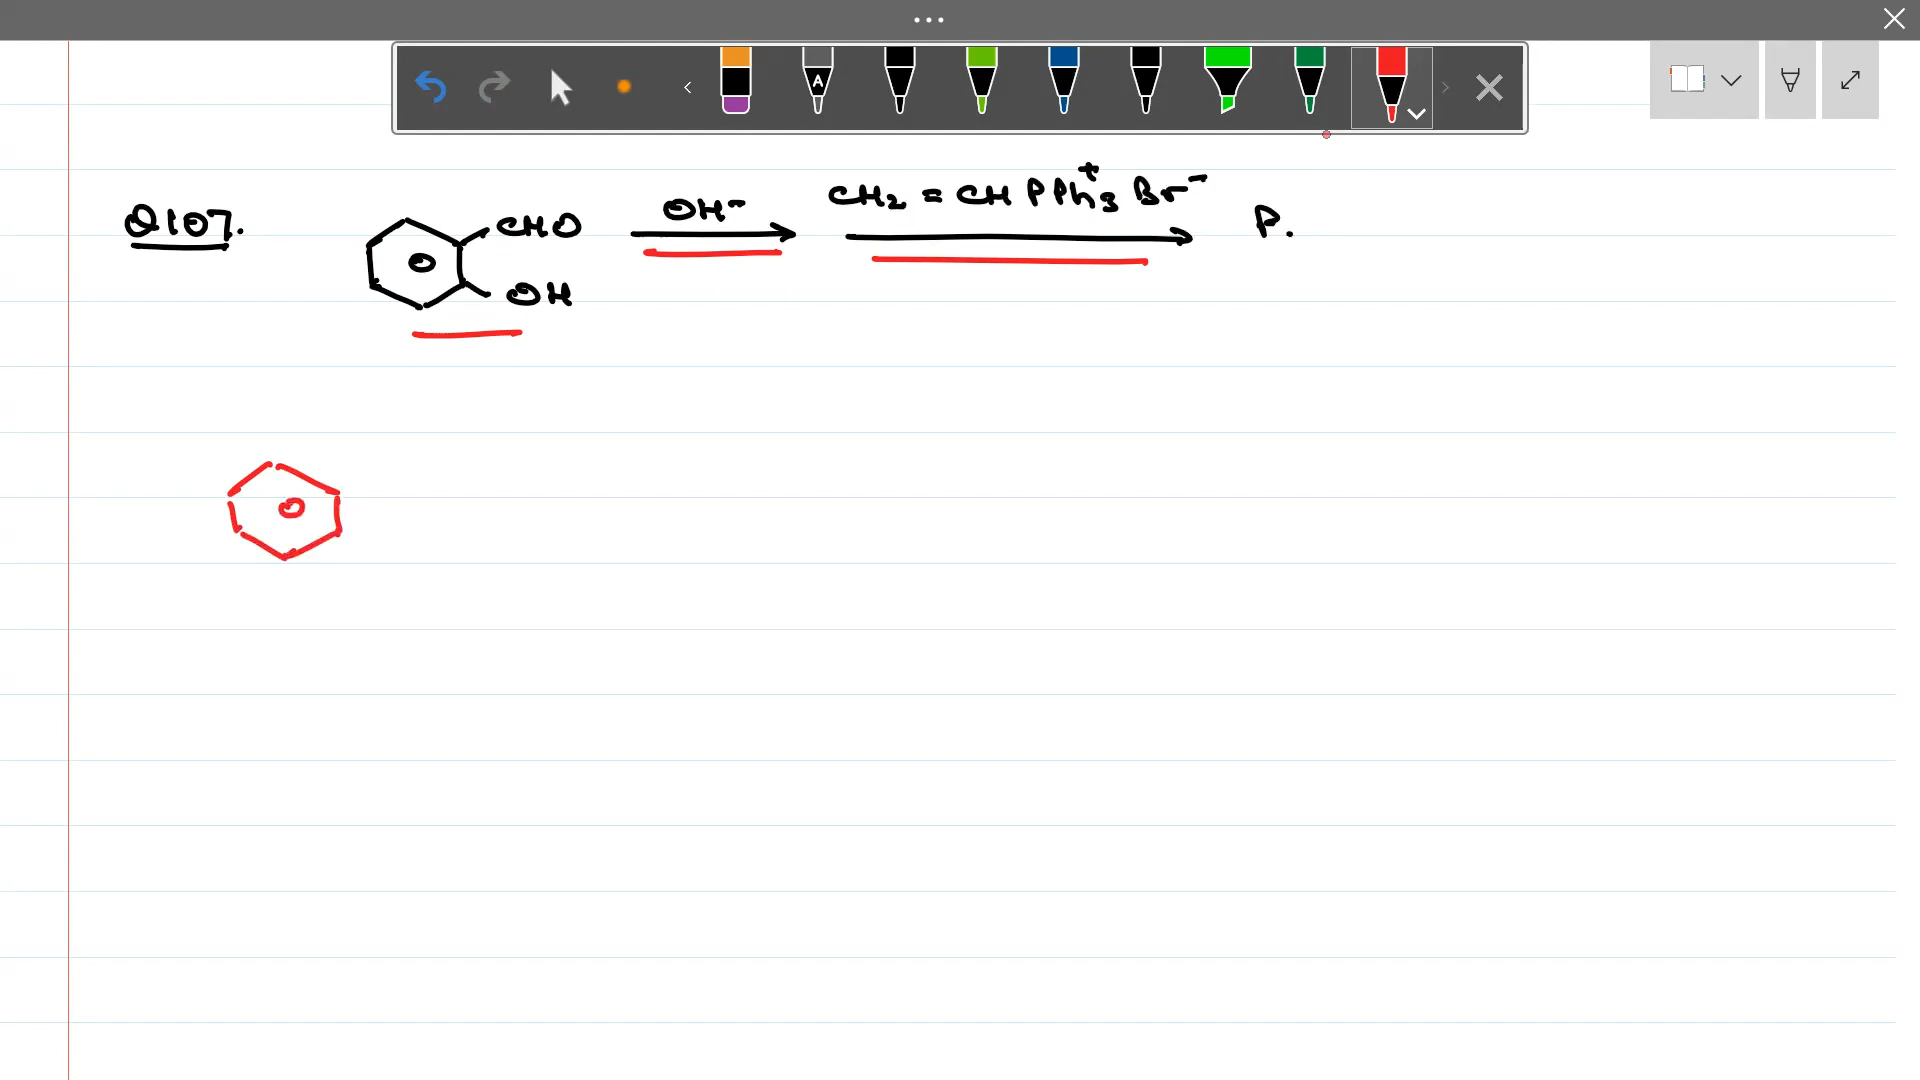 A
Q107. CHO OH⁻ CH₂ = CH PPh₃⁺ Br⁻ P.
OH